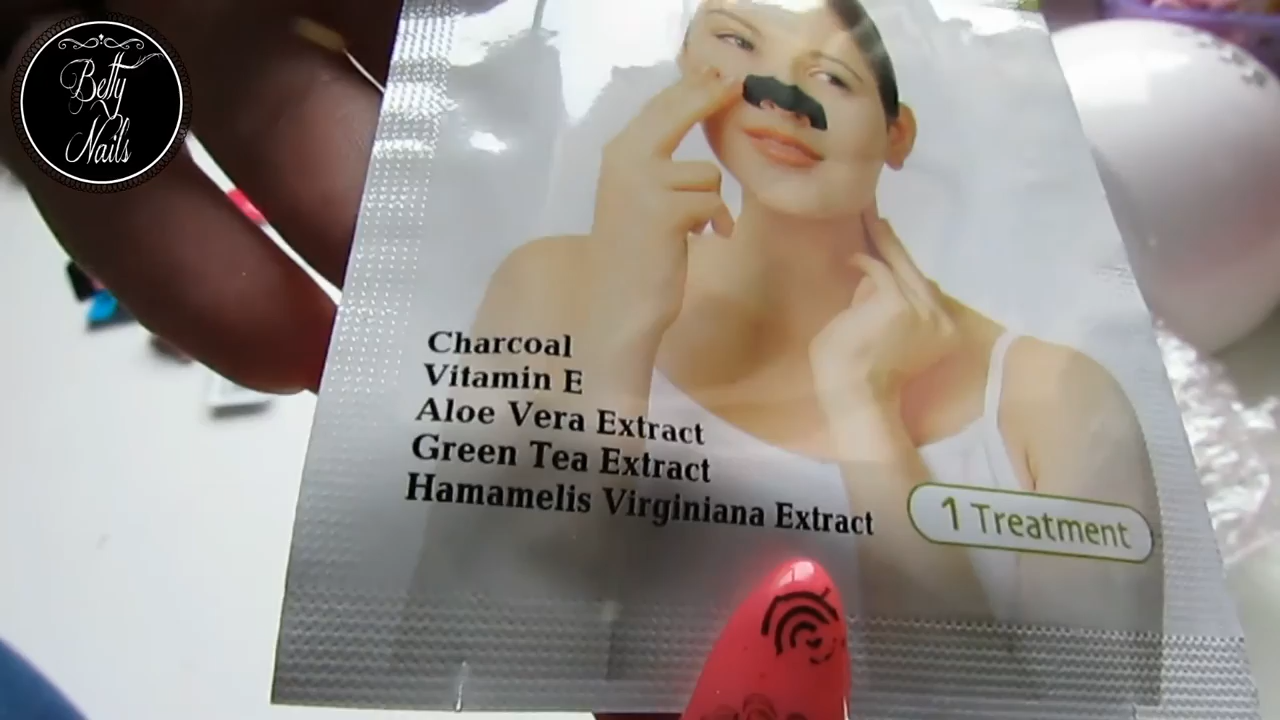 Betty
Nails
Charcoal
Vitamin E
Aloe Vera Extract
Green Tea Extract
Hamamelis Virginiana Extract
1 Treatment